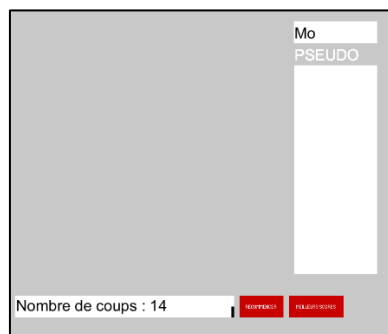 Mo
PSEUDO
Nombre de coups : 14
RECOMMENCER
MEILLEURS SCORES